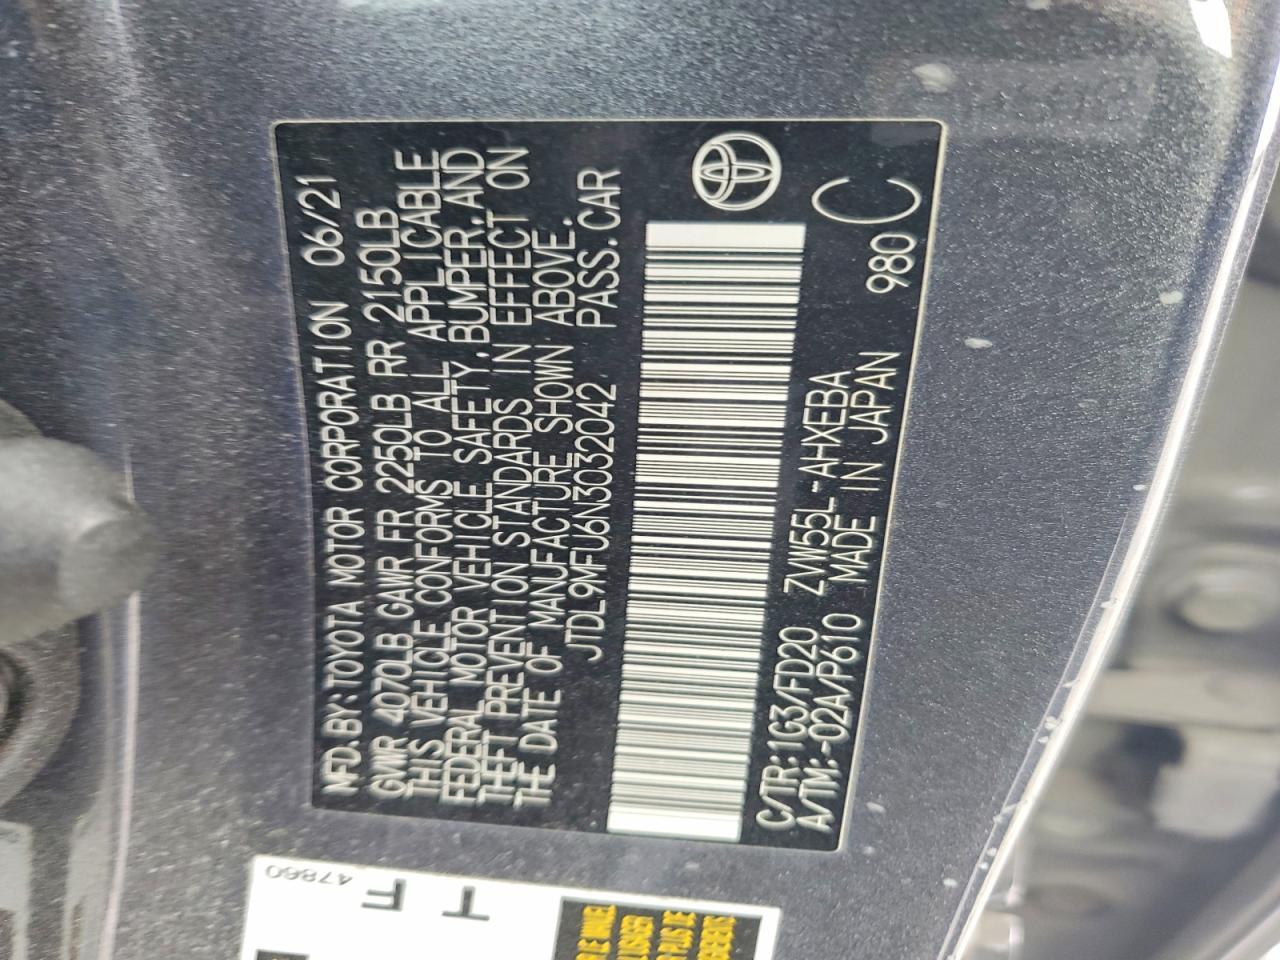 MFD.BY:TOYOTA MOTOR CORPORATION 06/21
GVWR 4070LB GAWR FR 2250LB RR 2150LB
THIS VEHICLE CONFORMS TO ALL APPLICABLE
FEDERAL MOTOR VEHICLE SAFETY, BUMPER, AND
THEFT PREVENTION STANDARDS IN EFFECT ON
THE DATE OF MANUFACTURE SHOWN ABOVE.
JTDL9MFU6N3032042 PASS.CAR
C/TR:1G3/FD20 ZVW55L-AHXEBA
A/TM:-02A/P610 MADE IN JAPAN
980 C
47860
F
T
PLUS DE